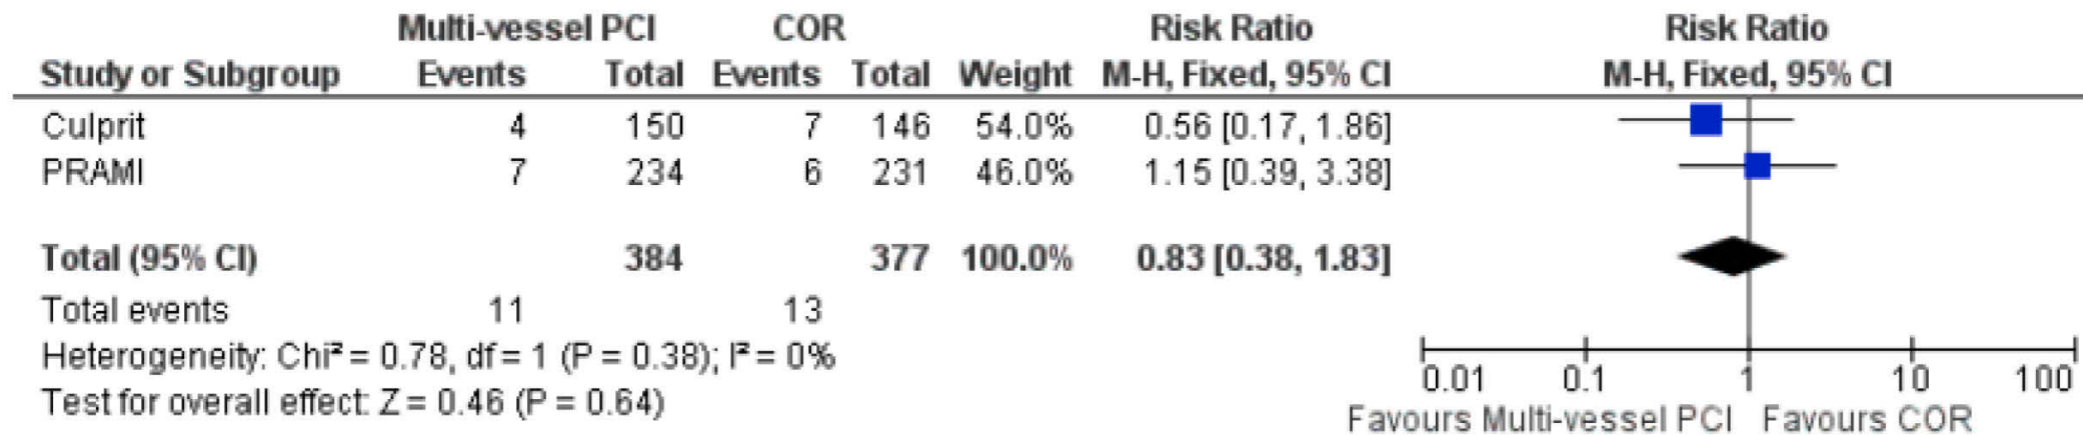 Multi-vessel PCI COR Risk Ratio Risk Ratio
Study or Subgroup Events Total Events Total Weight M-H, Fixed, 95% CI M-H, Fixed, 95% CI
Culprit 4 150 7 146 54.0% 0.56 [0.17, 1.86]
PRAMI 7 234 6 231 46.0% 1.15 [0.39, 3.38]
Total (95% CI) 384 377 100.0% 0.83 [0.38, 1.83]
Total events 11 13
Heterogeneity: Chi² = 0.78, df = 1 (P = 0.38); I² = 0%
Test for overall effect: Z = 0.46 (P = 0.64)
0.01 0.1 1 10 100
Favours Multi-vessel PCI Favours COR